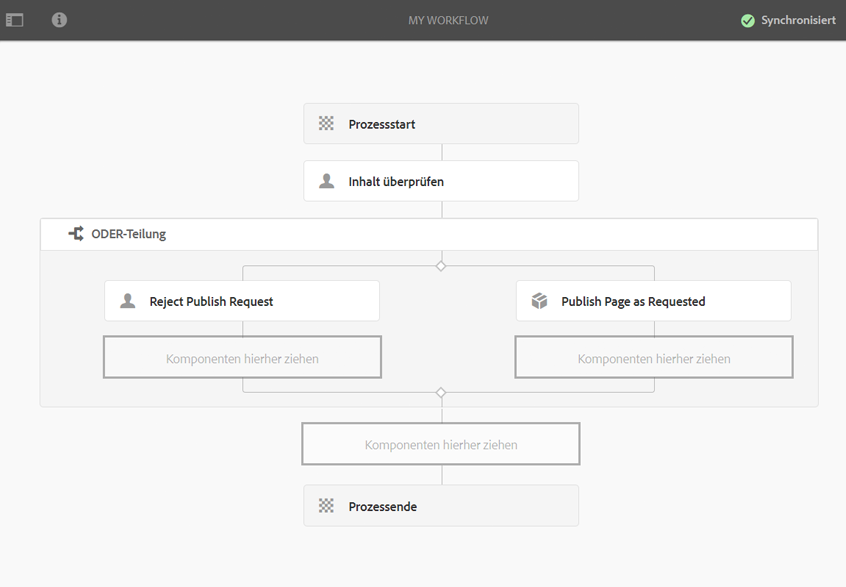 MY WORKFLOW
Synchronisiert
Prozessstart
Inhalt überprüfen
ODER-Teilung
Reject Publish Request
Publish Page as Requested
Komponenten hierher ziehen
Komponenten hierher ziehen
Komponenten hierher ziehen
Prozessende